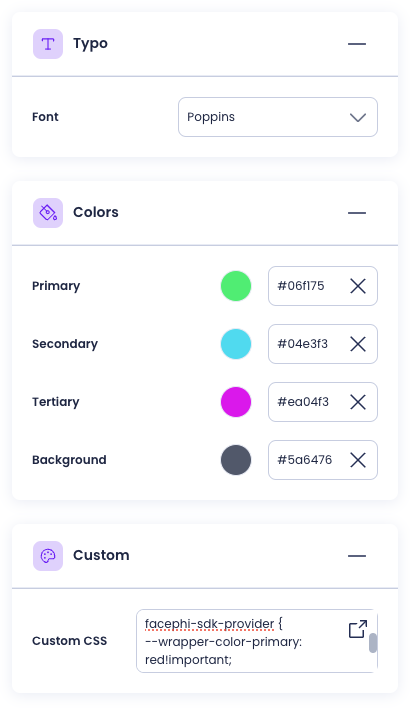 Typo
Font
Poppins
Colors
Primary
#06f175
Secondary
#04e3f3
Tertiary
#ea04f3
Background
#5a6476
Custom
Custom CSS
facephi-sdk-provider {
--wrapper-color-primary:
red!important;